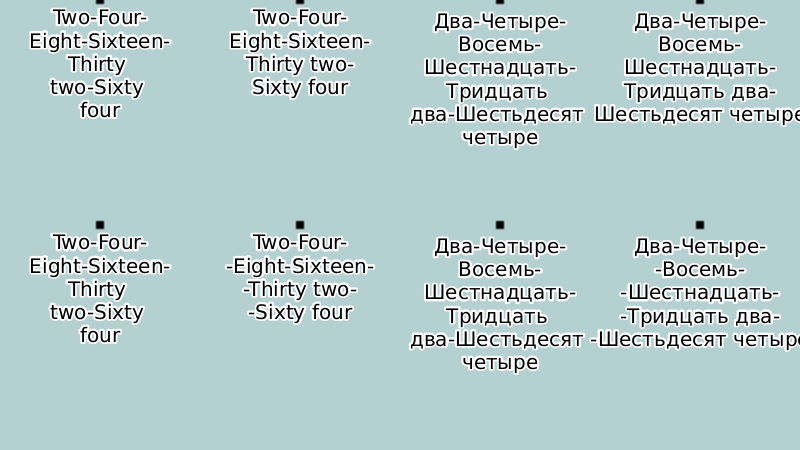 Two-Four-
Eight-Sixteen-
Thirty
two-Sixty
four
Two-Four-
Eight-Sixteen-
Thirty two-
Sixty four
Два-Четыре-
Восемь-
Шестнадцать-
Тридцать
два-Шестьдесят
четыре
Два-Четыре-
Восемь-
Шестнадцать-
Тридцать два-
Шестьдесят четыре
Two-Four-
Eight-Sixteen-
Thirty
two-Sixty
four
Two-Four-
-Eight-Sixteen-
-Thirty two-
-Sixty four
Два-Четыре-
Восемь-
Шестнадцать-
Тридцать
два-Шестьдесят
четыре
Два-Четыре-
-Восемь-
-Шестнадцать-
-Тридцать два-
-Шестьдесят четыре